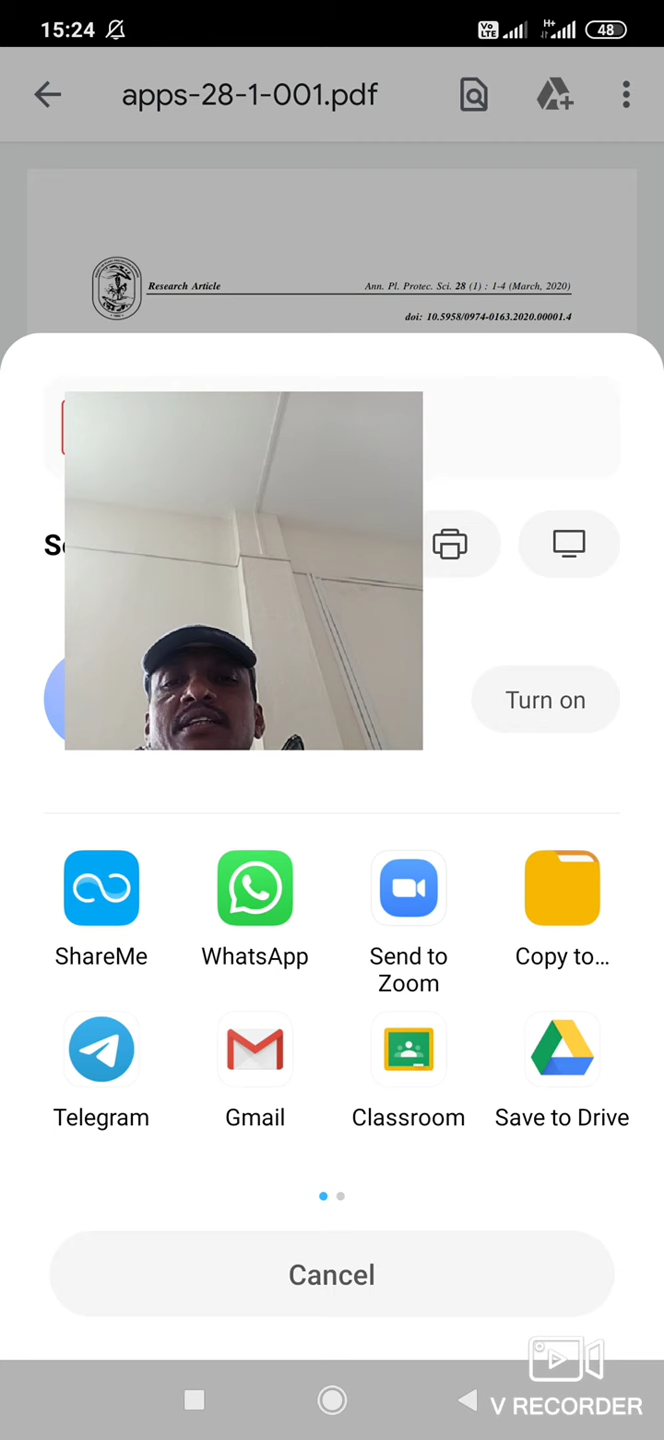 15:24
Vo
LTE
H+
48
apps-28-1-001.pdf
Research Article
Ann. Pl. Protec. Sci. 28 (1) : 1-4 (March, 2020)
doi: 10.5958/0974-0163.2020.00001.4
Turn on
ShareMe
WhatsApp
Send to
Zoom
Copy to...
Telegram
Gmail
Classroom
Save to Drive
Cancel
V RECORDER